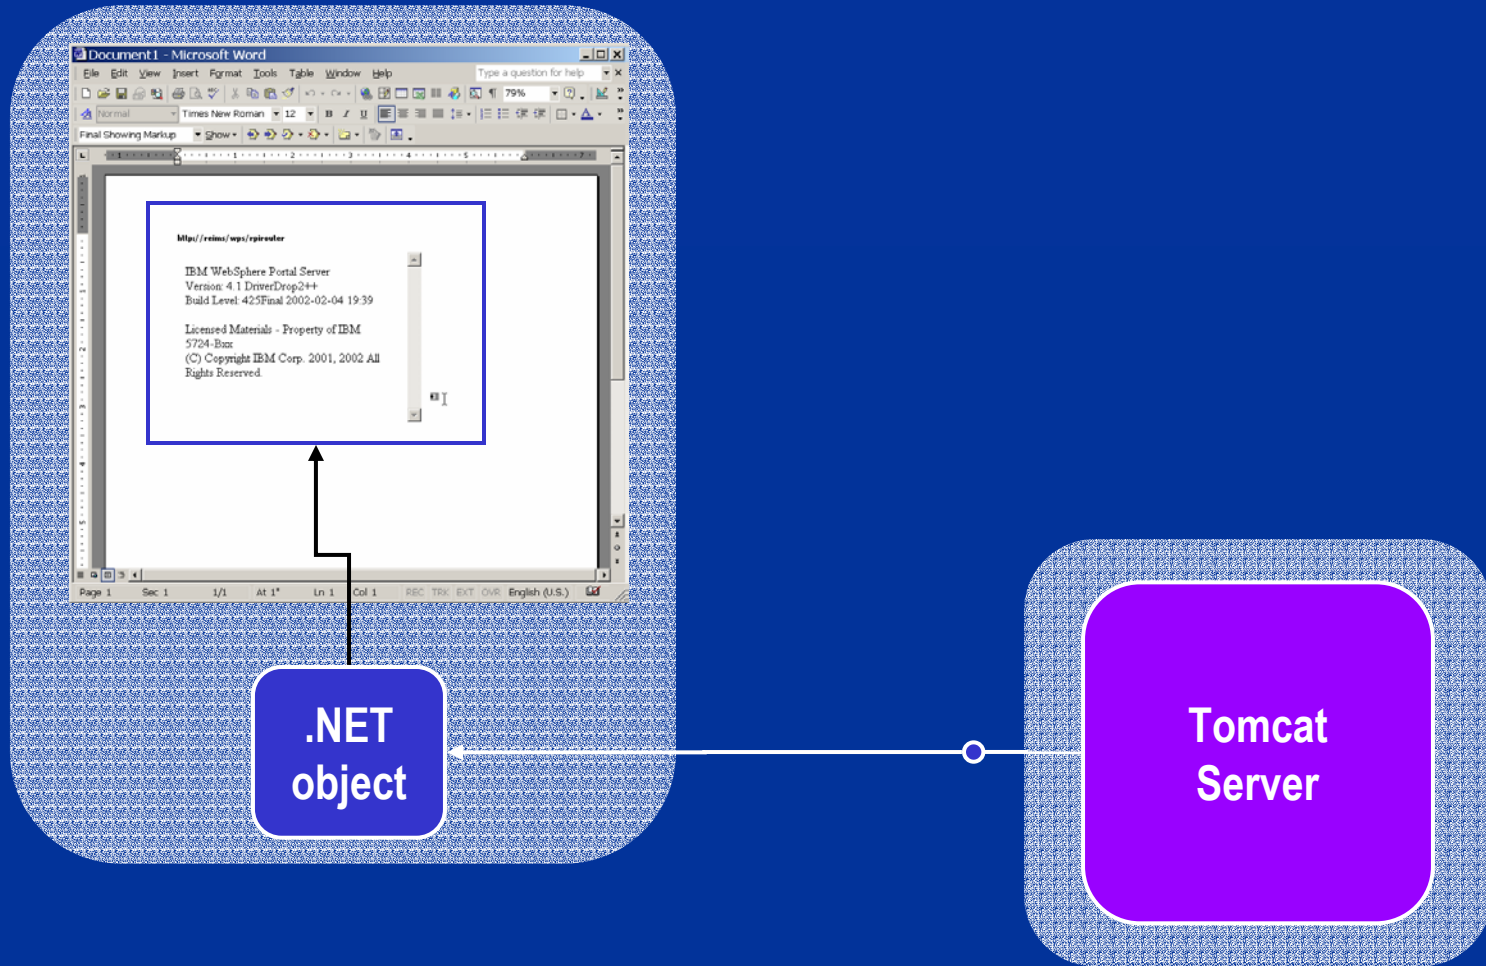 Document1 - Microsoft Word
File Edit View Insert Format Tools Table Window Help Type a question for help
79%
Normal Times New Roman 12 B I U
Final Showing Markup Show
http://reims/wps/rpirouter
IBM WebSphere Portal Server
Version: 4.1 DriverDrop2++
Build Level: 425Final 2002-02-04 19:39
Licensed Materials - Property of IBM
5724-Bxx
(C) Copyright IBM Corp. 2001, 2002 All
Rights Reserved.
Page 1 Sec 1 1/1 At 1" Ln 1 Col 1 REC TRK EXT OVR English (U.S.)
.NET
object
Tomcat
Server